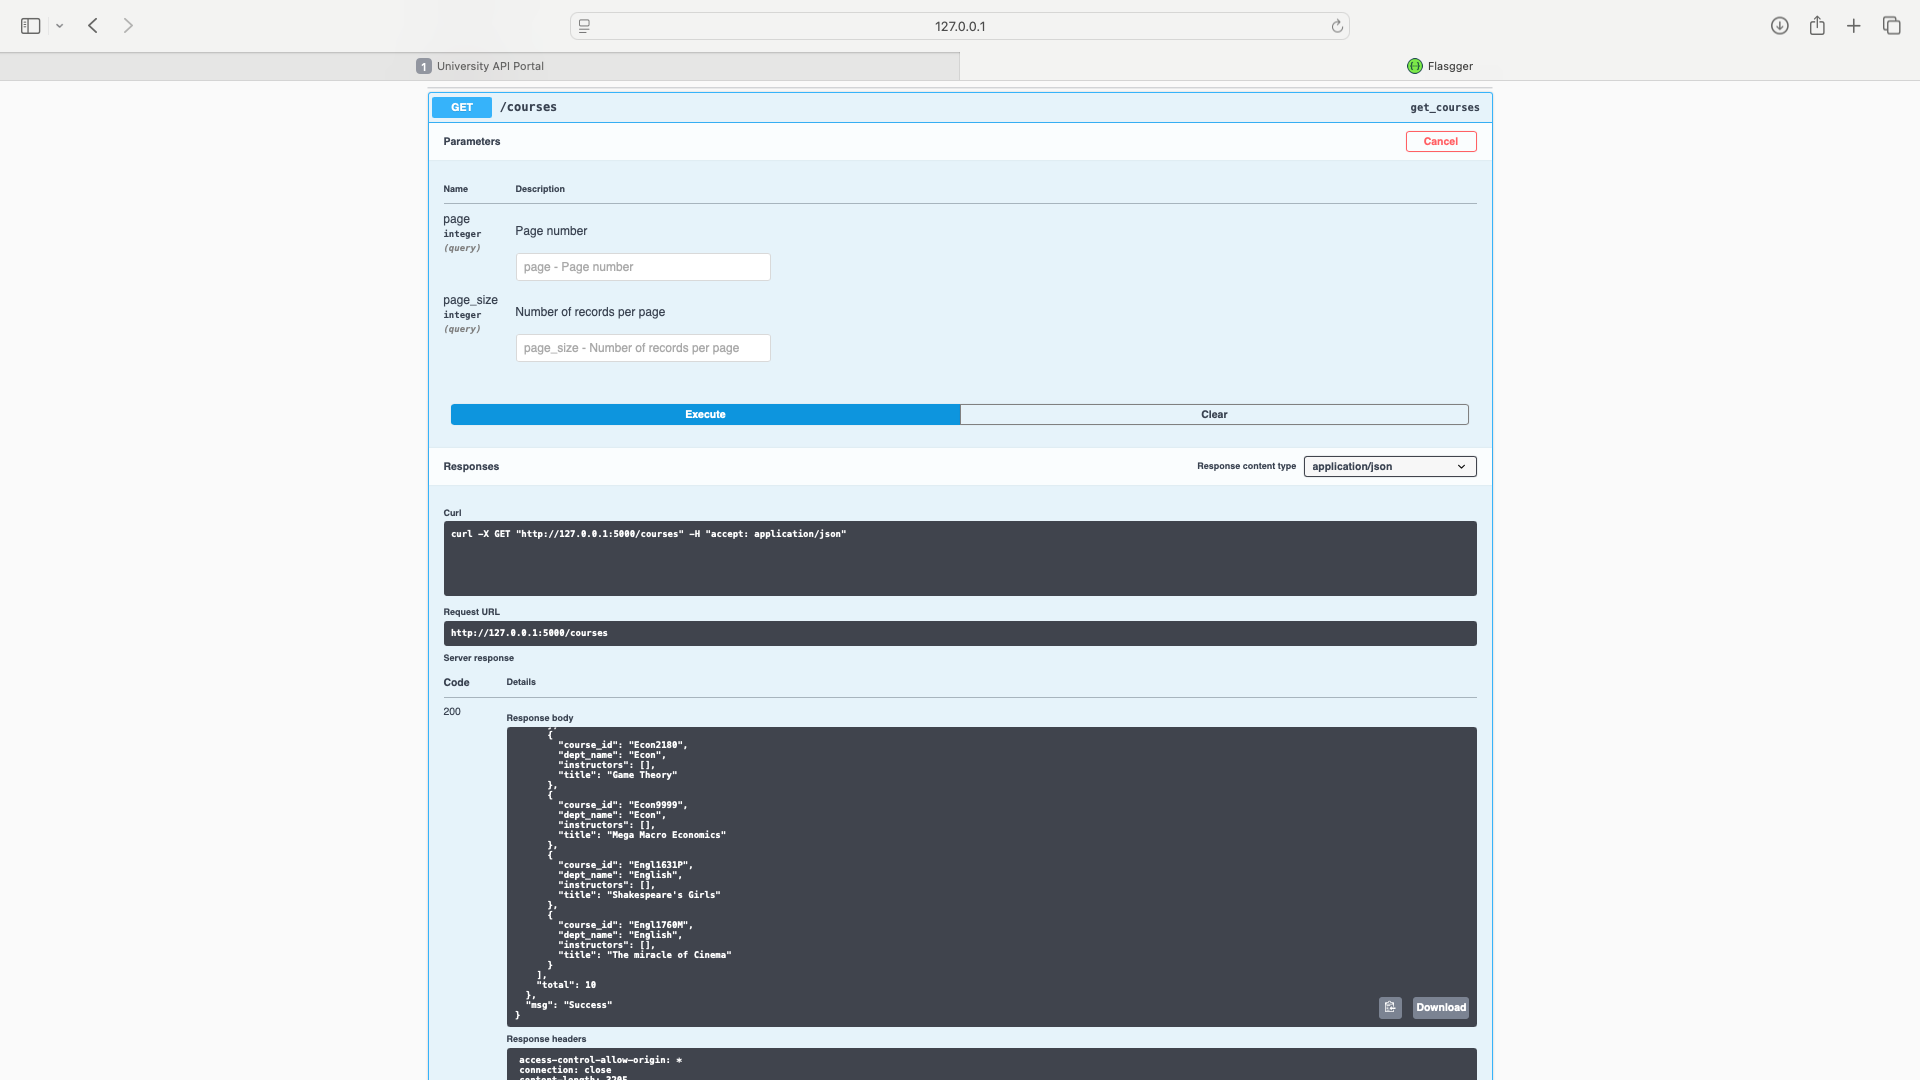 127.0.0.1
1 University API Portal
Flasgger
GET /courses get_courses
Parameters Cancel
Name Description
page
integer
(query)
Page number
page - Page number
page_size
integer
(query)
Number of records per page
page_size - Number of records per page
Execute Clear
Responses Response content type application/json
Curl
curl -X GET "http://127.0.0.1:5000/courses" -H "accept: application/json"
Request URL
http://127.0.0.1:5000/courses
Server response
Code Details
200
Response body
{
"course_id": "Econ2180",
"dept_name": "Econ",
"instructors": [],
"title": "Game Theory"
},
{
"course_id": "Econ9999",
"dept_name": "Econ",
"instructors": [],
"title": "Mega Macro Economics"
},
{
"course_id": "Engl1631P",
"dept_name": "English",
"instructors": [],
"title": "Shakespeare's Girls"
},
{
"course_id": "Engl1760M",
"dept_name": "English",
"instructors": [],
"title": "The miracle of Cinema"
}
],
"total": 10
},
"msg": "Success"
}
Download
Response headers
access-control-allow-origin: *
connection: close